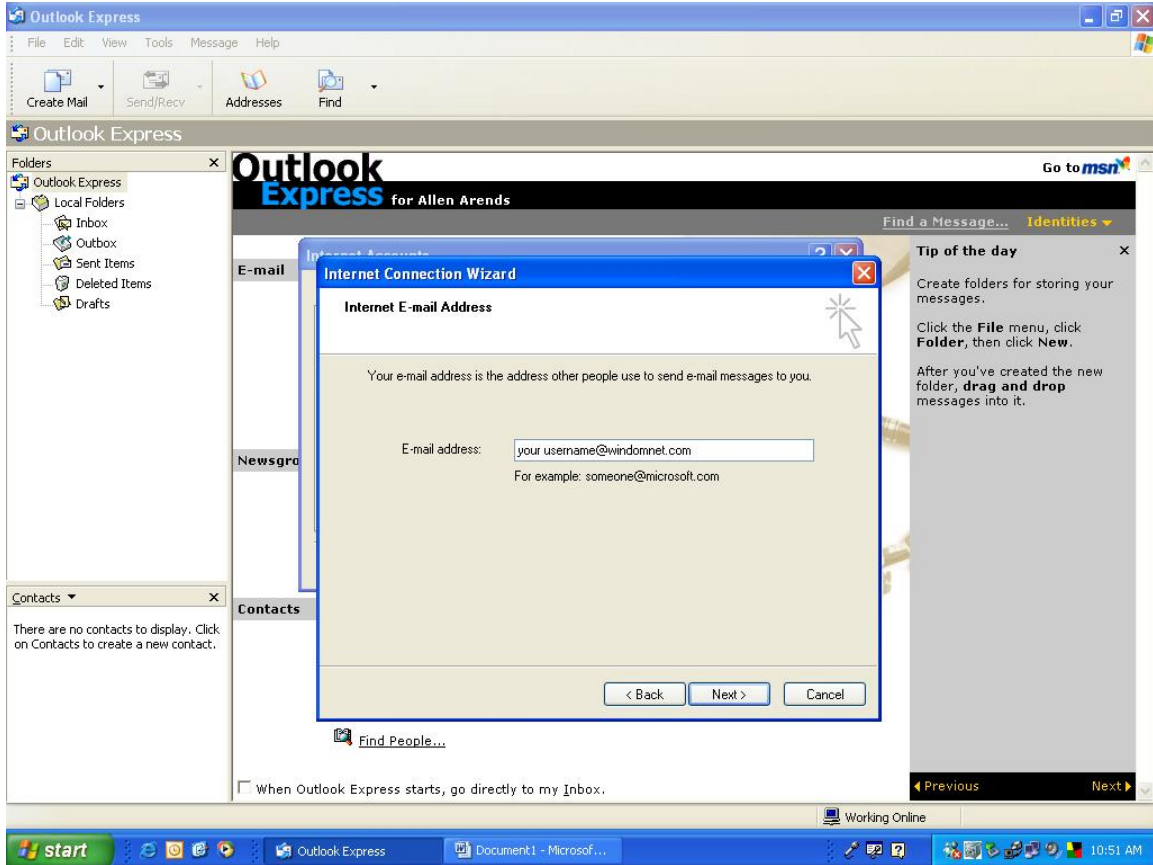 Outlook Express
File Edit View Tools Message Help
Create Mail Send/Recv Addresses Find
Outlook Express
Folders
Outlook Express
Local Folders
Inbox
Outbox
Sent Items
Deleted Items
Drafts
Contacts
There are no contacts to display. Click
on Contacts to create a new contact.
Outlook
Express for Allen Arends
Go to msn
Find a Message... Identities
E-mail
Newsgro
Contacts
Find People...
When Outlook Express starts, go directly to my Inbox.
Internet Accounts
Internet Connection Wizard
Internet E-mail Address
Your e-mail address is the address other people use to send e-mail messages to you.
E-mail address: your username@windomnet.com
For example: someone@microsoft.com
< Back Next > Cancel
Tip of the day
Create folders for storing your
messages.
Click the File menu, click
Folder, then click New.
After you've created the new
folder, drag and drop
messages into it.
Previous Next
Working Online
start Outlook Express Document1 - Microsof... 10:51 AM